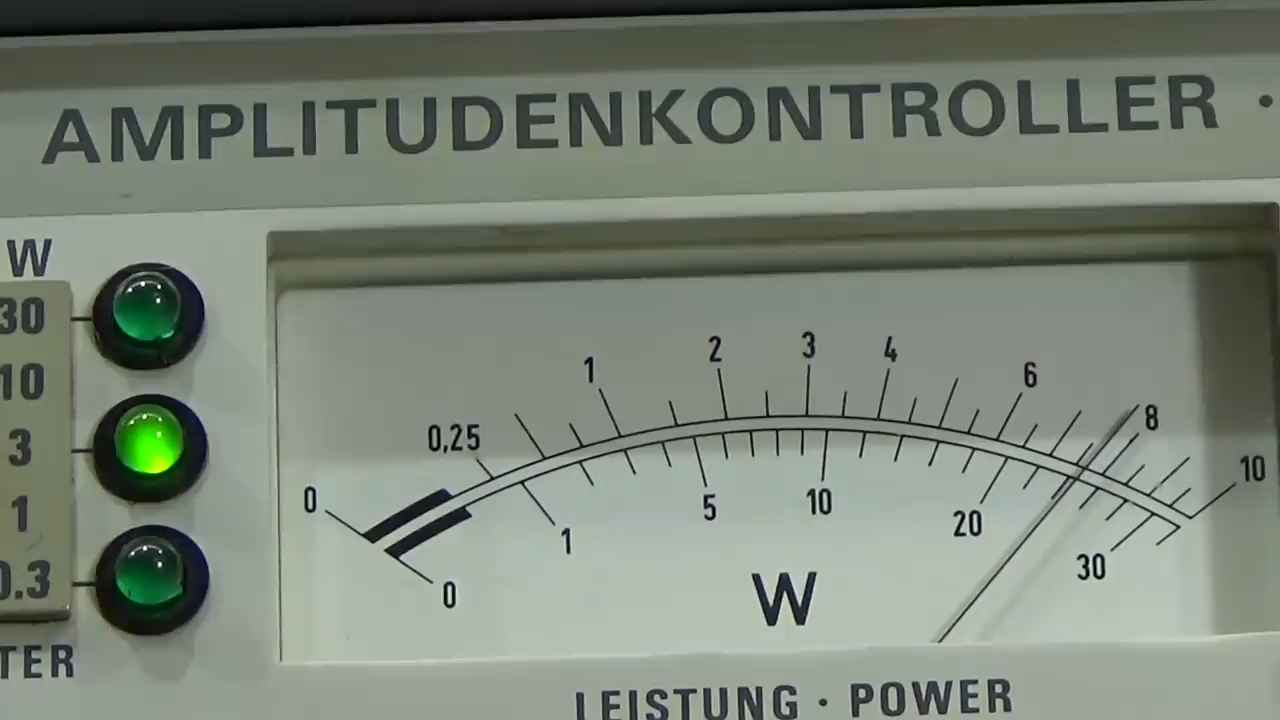 AMPLITUDENKONTROLLER ·
W
30
10
3
1
0.3
TER
0 0,25 1 2 3 4 6 8 10
0 1 5 10 20 30
W
LEISTUNG · POWER